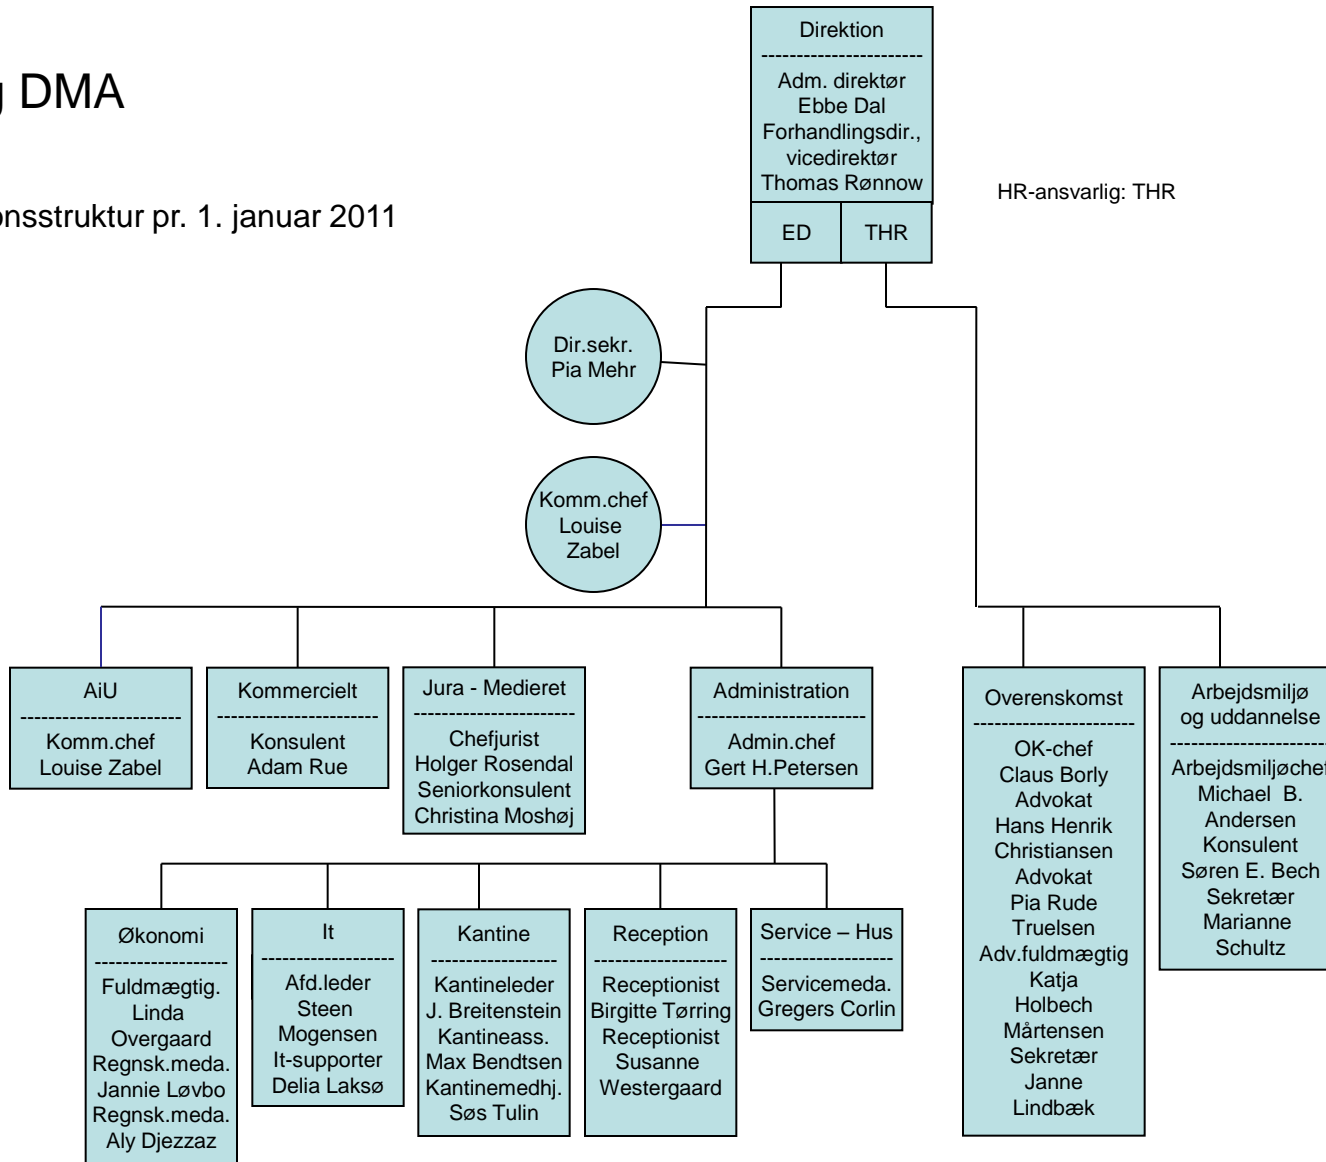 g DMA
onsstruktur pr. 1. januar 2011
Direktion
-----------------------
Adm. direktør
Ebbe Dal
Forhandlingsdir.,
vicedirektør
Thomas Rønnow
ED
THR
HR-ansvarlig: THR
Dir.sekr.
Pia Mehr
Komm.chef
Louise
Zabel
AiU
-----------------------
Komm.chef
Louise Zabel
Kommercielt
-----------------------
Konsulent
Adam Rue
Jura - Medieret
-----------------------
Chefjurist
Holger Rosendal
Seniorkonsulent
Christina Moshøj
Administration
------------------------
Admin.chef
Gert H.Petersen
Overenskomst
-----------------------
OK-chef
Claus Borly
Advokat
Hans Henrik
Christiansen
Advokat
Pia Rude
Truelsen
Adv.fuldmægtig
Katja
Holbech
Mårtensen
Sekretær
Janne
Lindbæk
Arbejdsmiljø
og uddannelse
-----------------------
Arbejdsmiljøchef
Michael  B.
Andersen
Konsulent
Søren E. Bech
Sekretær
Marianne
Schultz
Økonomi
-------------------
Fuldmægtig.
Linda
Overgaard
Regnsk.meda.
Jannie Løvbo
Regnsk.meda.
Aly Djezzaz
It
-------------------
Afd.leder
Steen
Mogensen
It-supporter
Delia Laksø
Kantine
------------------
Kantineleder
J. Breitenstein
Kantineass.
Max Bendtsen
Kantinemedhj.
Søs Tulin
Reception
-------------------
Receptionist
Birgitte Tørring
Receptionist
Susanne
Westergaard
Service – Hus
-------------------
Servicemeda.
Gregers Corlin